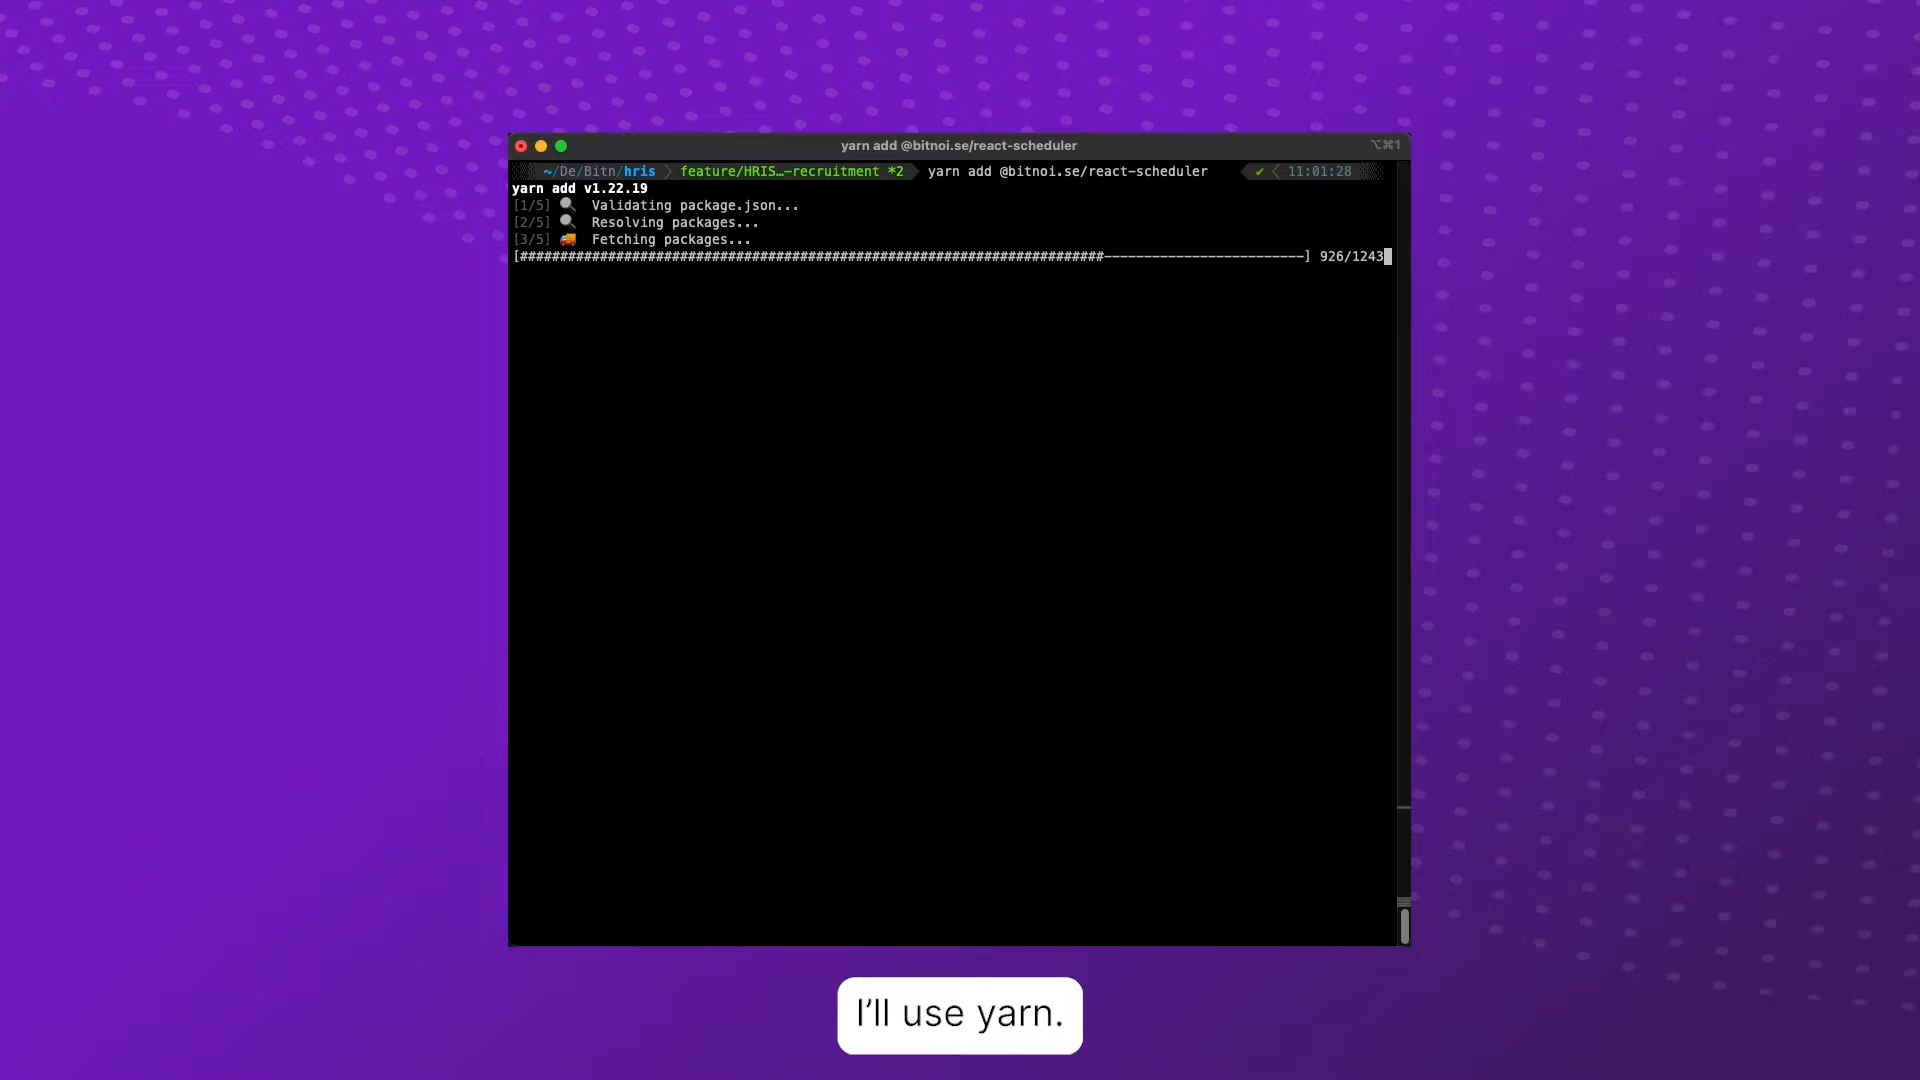 yarn add @bitnoi.se/react-scheduler
⌥⌘1
~/De/Bitn/hris feature/HRIS…-recruitment *2 yarn add @bitnoi.se/react-scheduler ✔ 11:01:28
yarn add v1.22.19
[1/5] 🔍 Validating package.json...
[2/5] 🔍 Resolving packages...
[3/5] 🚚 Fetching packages...
[#########################################################################-------------------------] 926/1243
I'll use yarn.